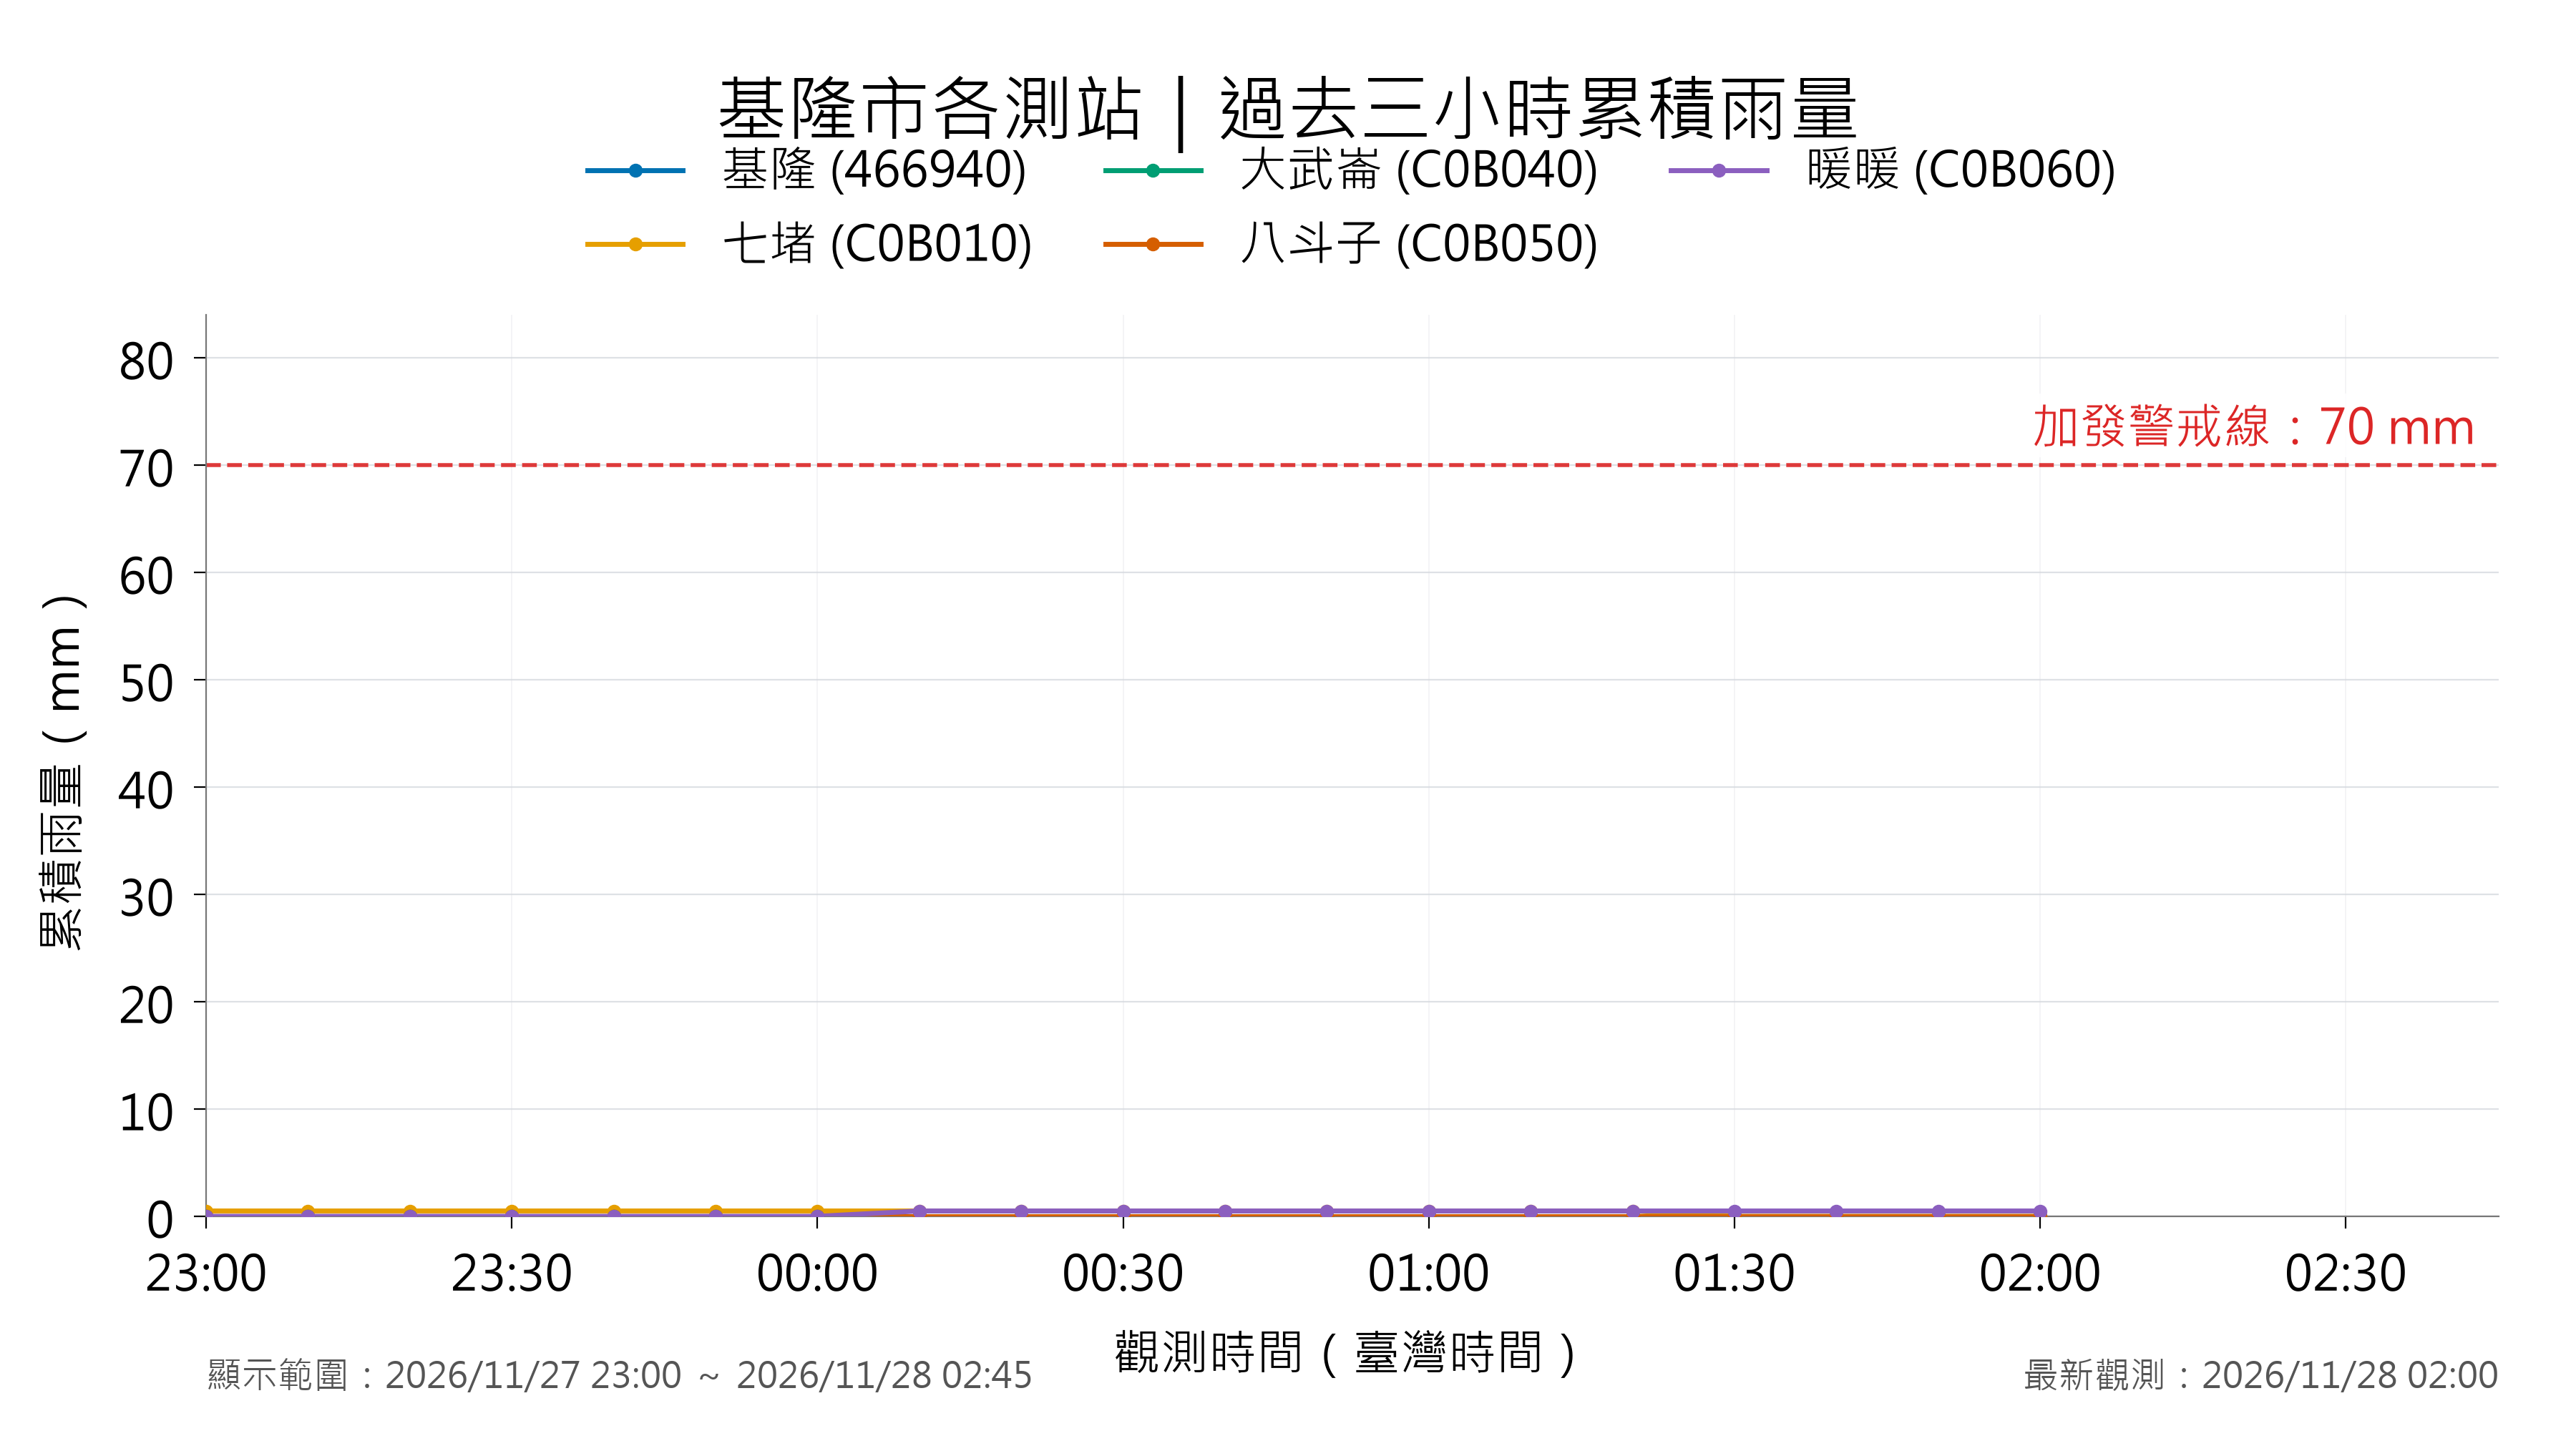 基隆市各測站｜過去三小時累積雨量
基隆 (466940)
七堵 (C0B010)
大武崙 (C0B040)
八斗子 (C0B050)
暖暖 (C0B060)
累積雨量（mm）
80
70
60
50
40
30
20
10
0
加發警戒線：70 mm
23:00 23:30 00:00 00:30 01:00 01:30 02:00 02:30
觀測時間（臺灣時間）
顯示範圍：2026/11/27 23:00 ~ 2026/11/28 02:45
最新觀測：2026/11/28 02:00